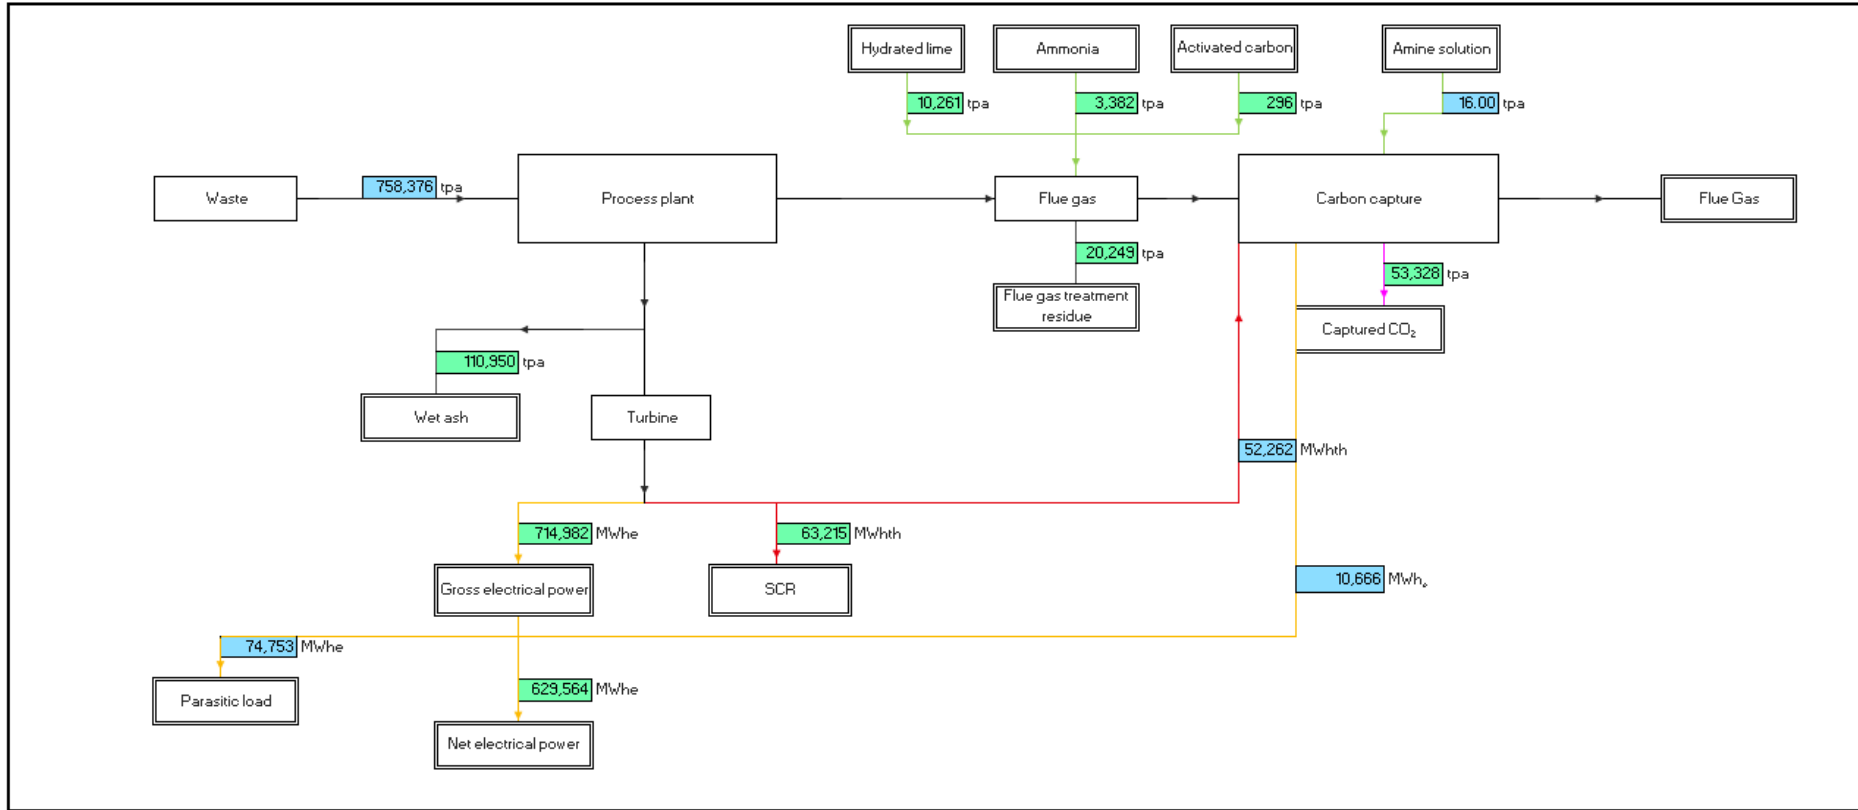 Hydrated lime
Ammonia
Activated carbon
Amine solution
10,261 tpa
3,382 tpa
296 tpa
16.00 tpa
Waste
758,376 tpa
Process plant
Flue gas
Carbon capture
Flue Gas
20,249 tpa
53,328 tpa
Flue gas treatment
residue
Captured CO₂
110,950 tpa
Wet ash
Turbine
52,262 MWhth
714,982 MWhe
63,215 MWhth
10,666 MWhₑ
Gross electrical power
SCR
74,753 MWhe
Parasitic load
629,564 MWhe
Net electrical power